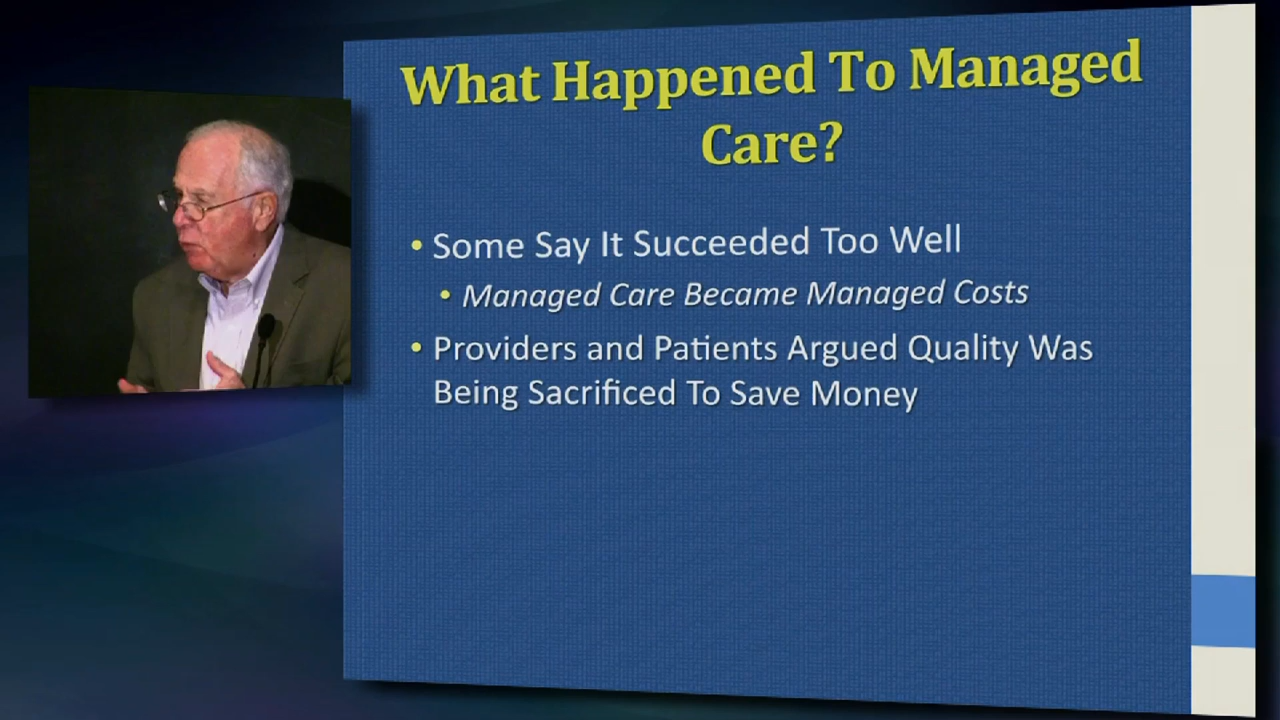 What Happened To Managed
Care?
• Some Say It Succeeded Too Well
• Managed Care Became Managed Costs
• Providers and Patients Argued Quality Was
Being Sacrificed To Save Money